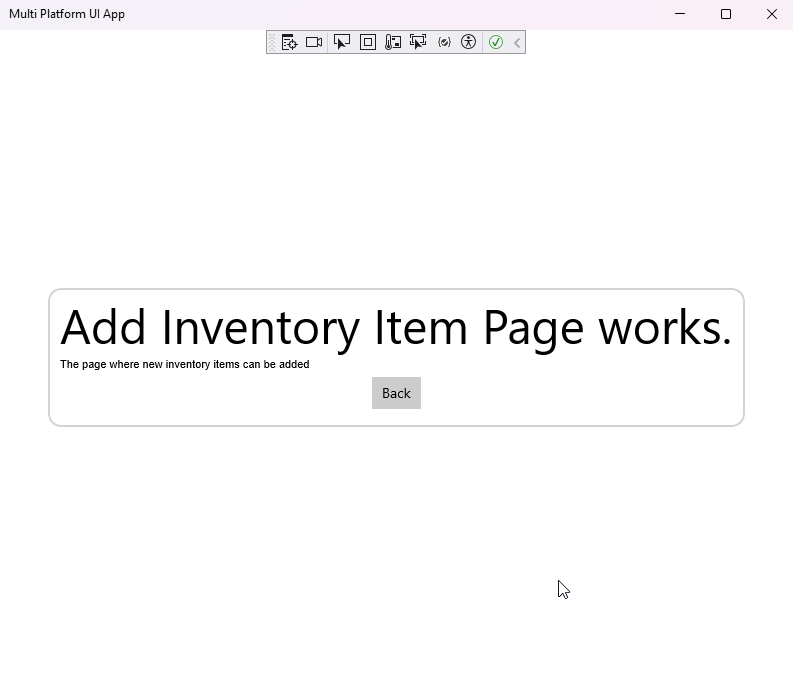 Multi Platform UI App
Add Inventory Item Page works.
The page where new inventory items can be added
Back